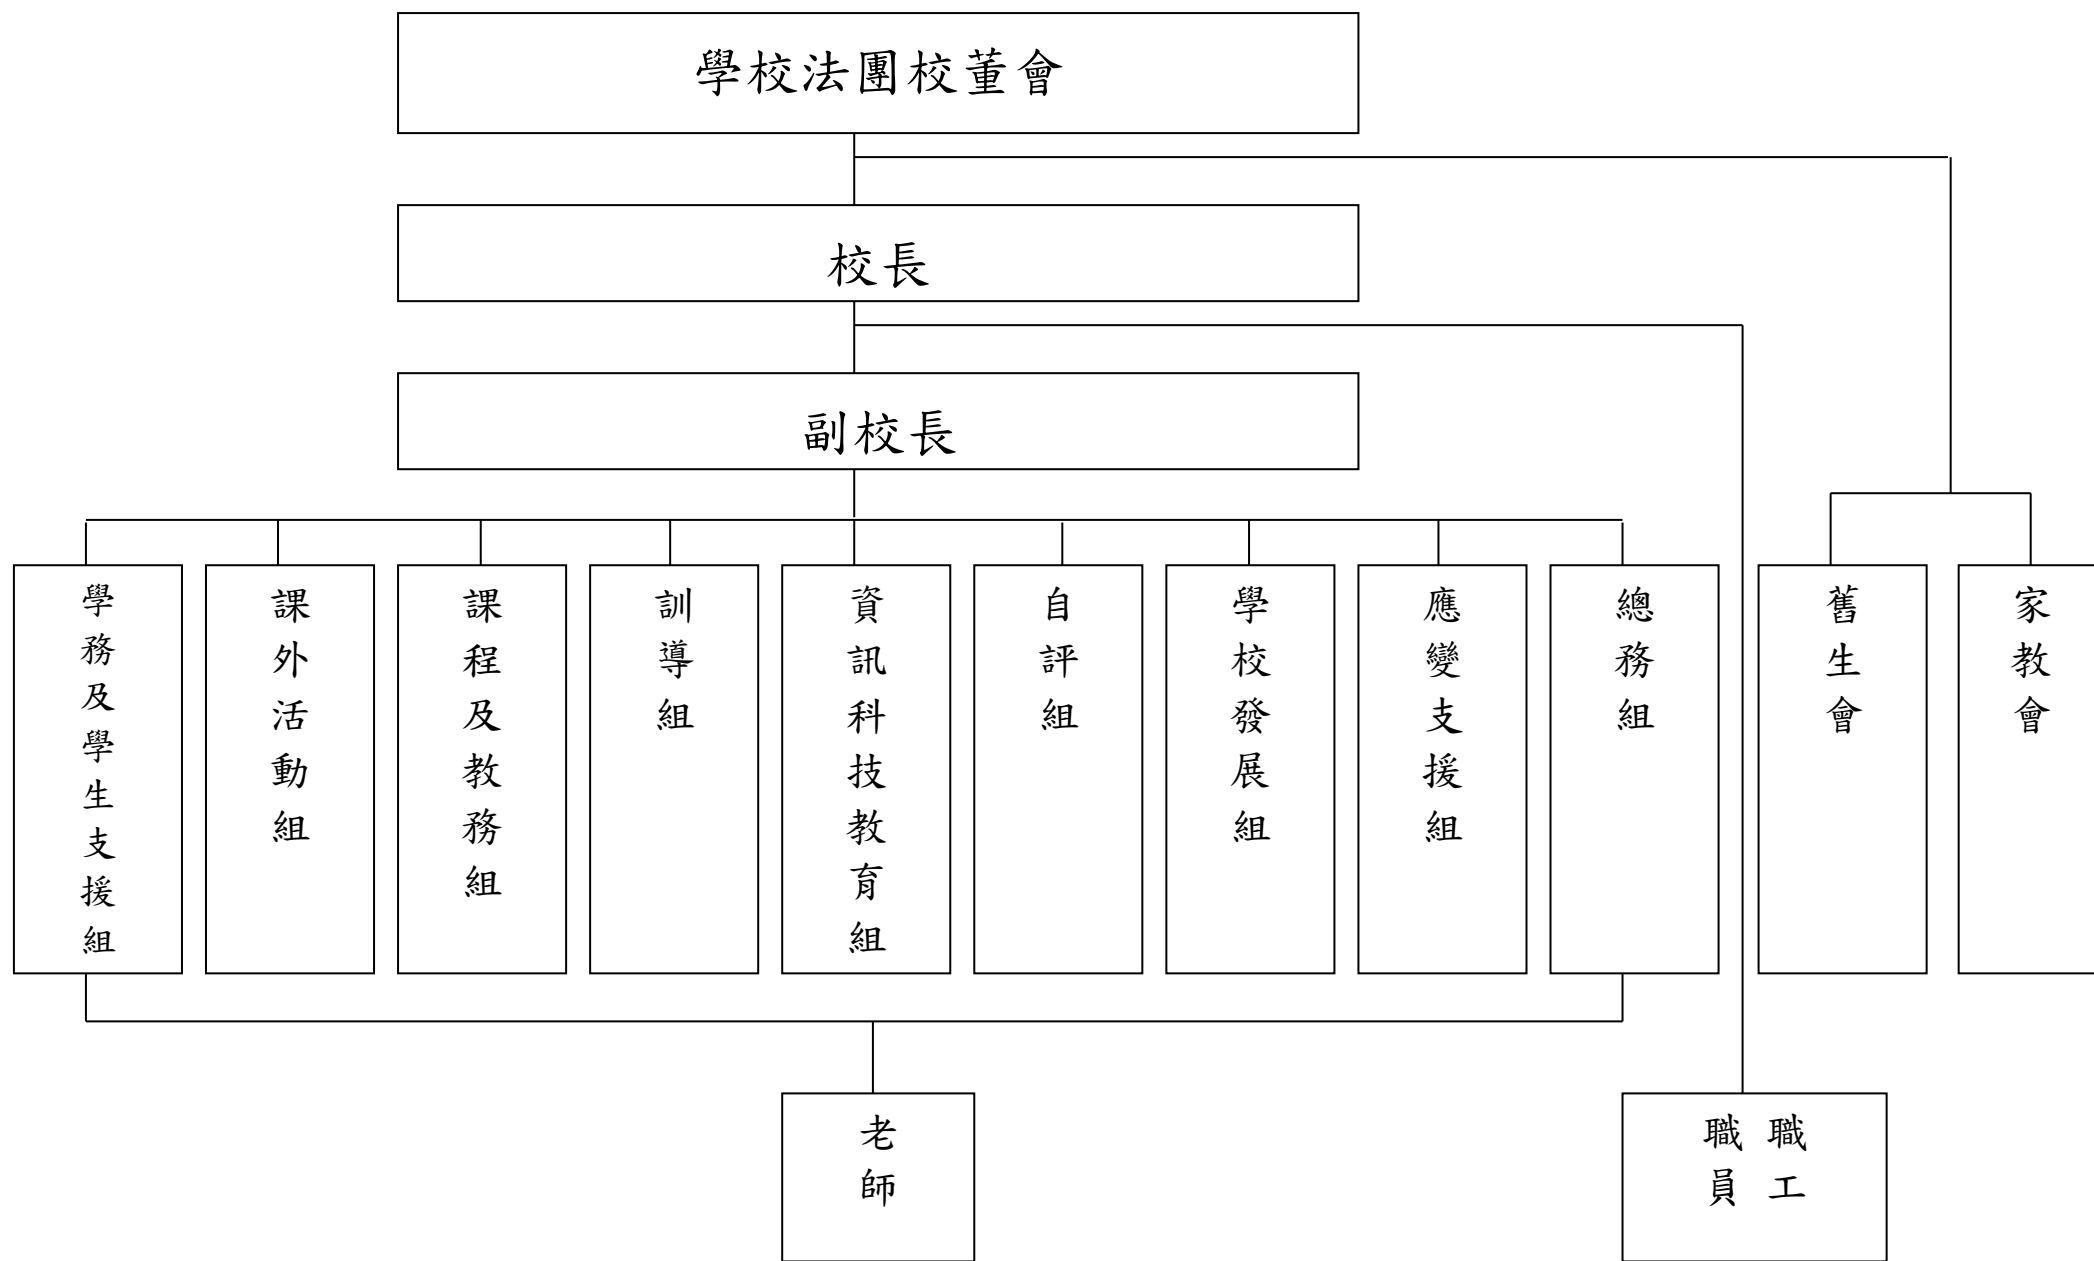 學校法團校董會
校長
副校長
學務及學生支援組
課外活動組
課程及教務組
訓導組
資訊科技教育組
自評組
學校發展組
應變支援組
總務組
舊生會
家教會
老師
職員
職工